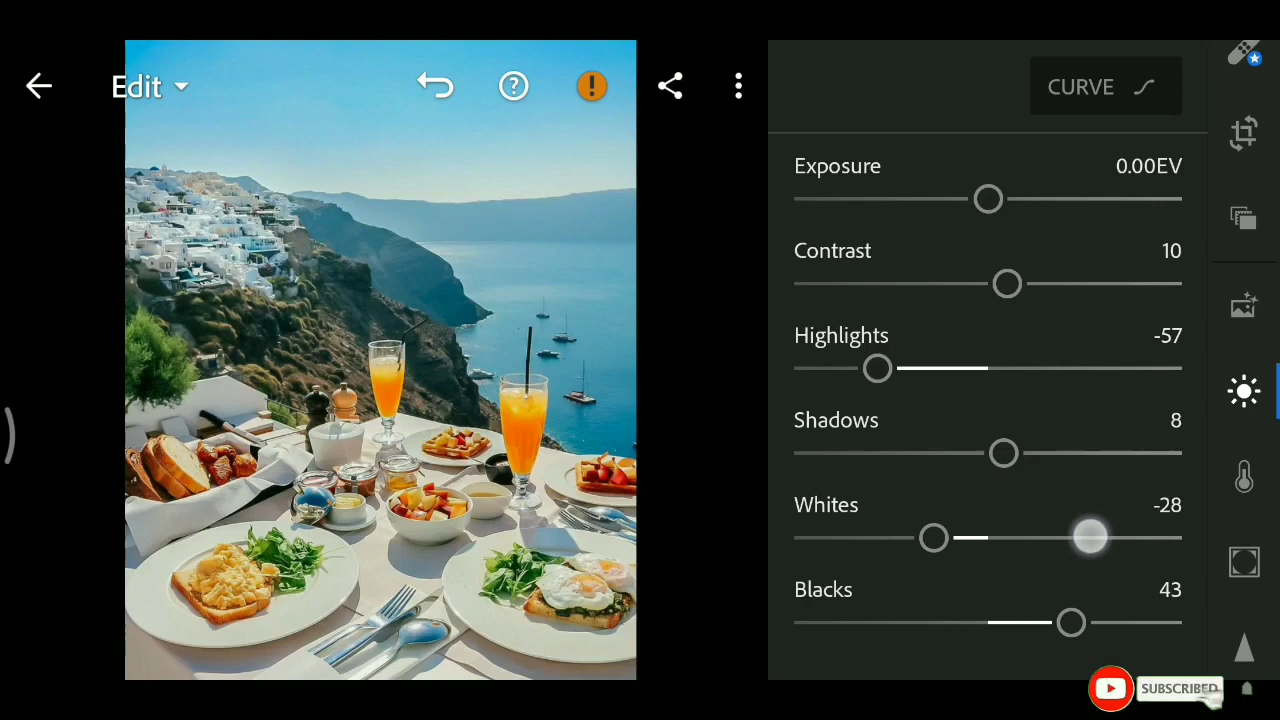 Edit
CURVE
Exposure 0.00EV
Contrast 10
Highlights -57
Shadows 8
Whites -28
Blacks 43
SUBSCRIBED